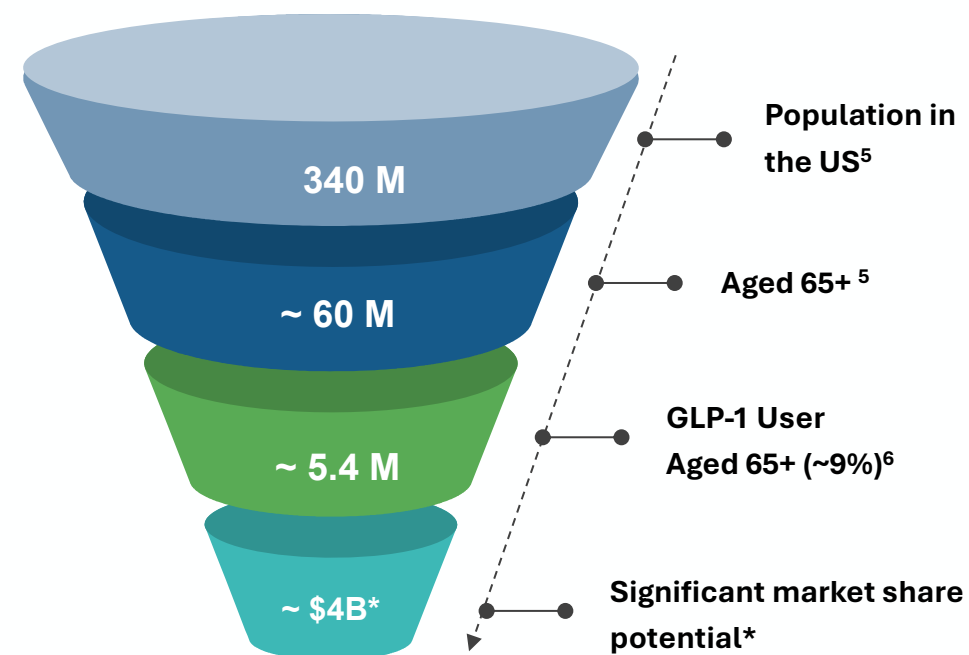 340 M
Population in
the US⁵
~ 60 M
Aged 65+ ⁵
~ 5.4 M
GLP-1 User
Aged 65+ (~9%)⁶
~ $4B*
Significant market share
potential*